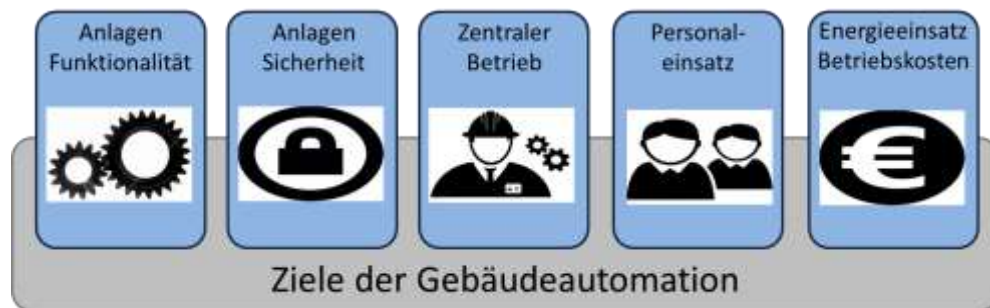 Anlagen
Funktionalität
Anlagen
Sicherheit
Zentraler
Betrieb
Personal-
einsatz
Energieeinsatz
Betriebskosten
Ziele der Gebäudeautomation